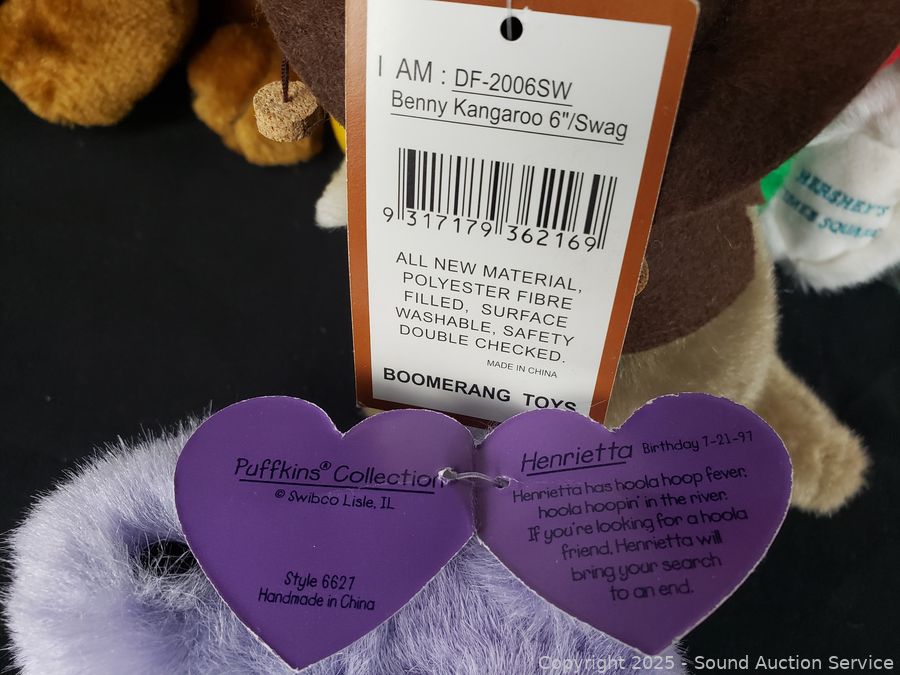 I AM : DF-2006SW
Benny Kangaroo 6"/Swag
9 317179 362169
ALL NEW MATERIAL,
POLYESTER FIBRE
FILLED, SURFACE
WASHABLE, SAFETY
DOUBLE CHECKED.
MADE IN CHINA
BOOMERANG TOYS
HERSHEY'S
TIMES SQUARE
Puffkins® Collection
© Swibco Lisle, IL
Style 6627
Handmade in China
Henrietta Birthday 7-21-97
Henrietta has hoola hoop fever,
hoola hoopin' in the river.
If you're looking for a hoola
friend, Henrietta will
bring your search
to an end.
Copyright 2025 - Sound Auction Service